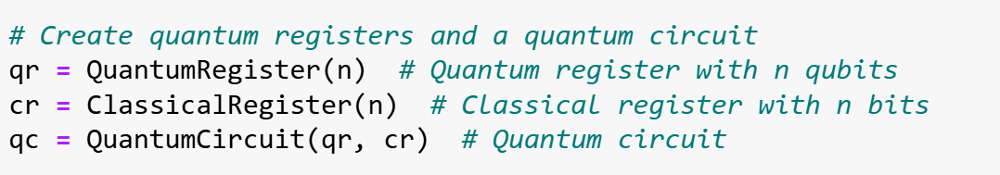 # Create quantum registers and a quantum circuit
qr = QuantumRegister(n)  # Quantum register with n qubits
cr = ClassicalRegister(n)  # Classical register with n bits
qc = QuantumCircuit(qr, cr)  # Quantum circuit